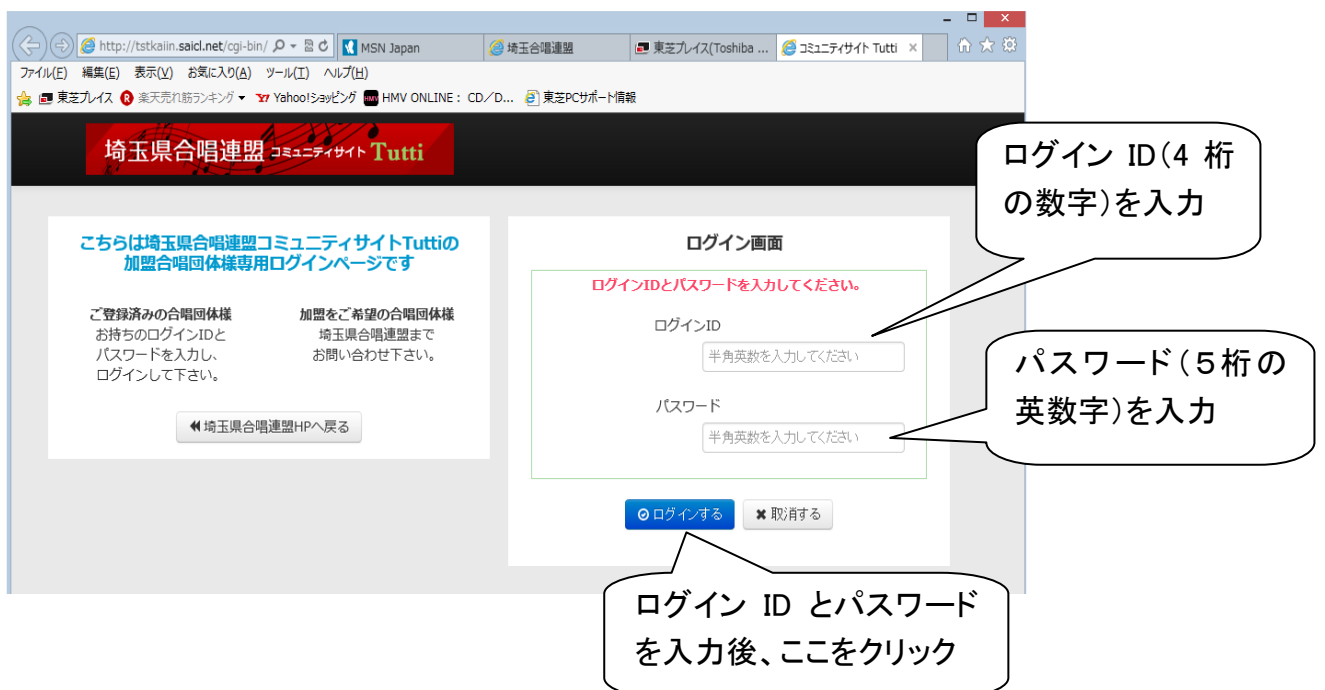 http://tstkaiin.saicl.net/cgi-bin/
MSN Japan
埼玉合唱連盟
東芝プレイス(Toshiba ...
コミュニティサイト Tutti
ファイル(F) 編集(E) 表示(V) お気に入り(A) ツール(T) ヘルプ(H)
東芝プレイス 楽天売れ筋ランキング Yahoo!ショッピング HMV ONLINE： CD／D... 東芝PCサポート情報
埼玉県合唱連盟 コミュニティサイト Tutti
こちらは埼玉県合唱連盟コミュニティサイトTuttiの
加盟合唱団体様専用ログインページです
ご登録済みの合唱団体様
お持ちのログインIDと
パスワードを入力し、
ログインして下さい。
加盟をご希望の合唱団体様
埼玉県合唱連盟まで
お問い合わせ下さい。
埼玉県合唱連盟HPへ戻る
ログイン画面
ログインIDとパスワードを入力してください。
ログインID
半角英数を入力してください
パスワード
半角英数を入力してください
ログインする
取消する
ログイン ID（4 桁
の数字）を入力
パスワード（５桁の
英数字）を入力
ログイン ID とパスワード
を入力後、ここをクリック